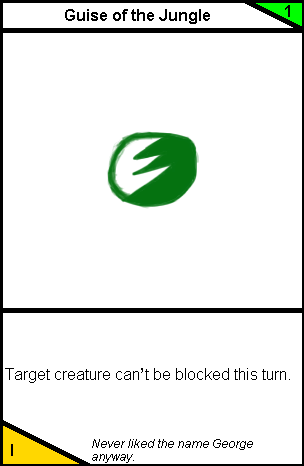 Guise of the Jungle
1
Target creature can't be blocked this turn.
I
Never liked the name George
anyway.